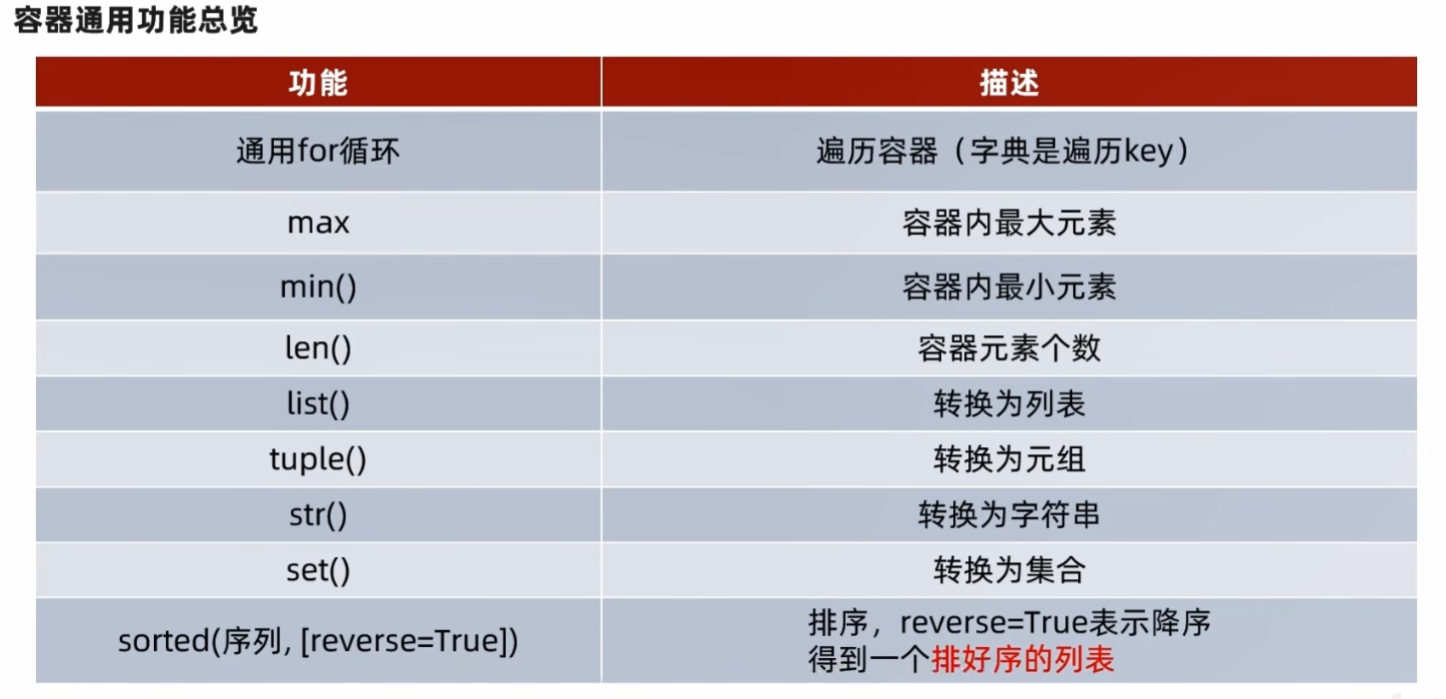 容器通用功能总览
功能 描述
通用for循环 遍历容器（字典是遍历key）
max 容器内最大元素
min() 容器内最小元素
len() 容器元素个数
list() 转换为列表
tuple() 转换为元组
str() 转换为字符串
set() 转换为集合
sorted(序列, [reverse=True]) 排序，reverse=True表示降序
得到一个排好序的列表